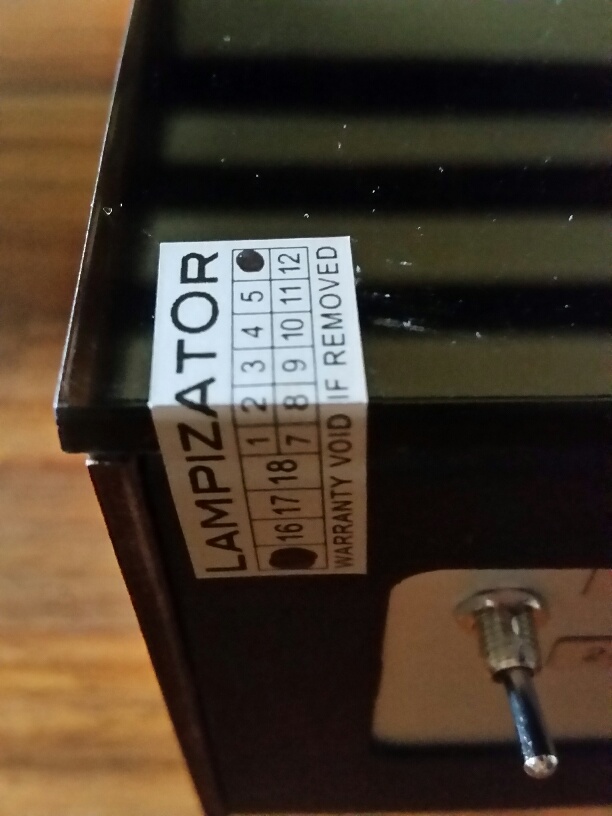 LAMPIZATOR
16 17 18 1 2 3 4 5
7 8 9 10 11 12
WARRANTY VOID IF REMOVED